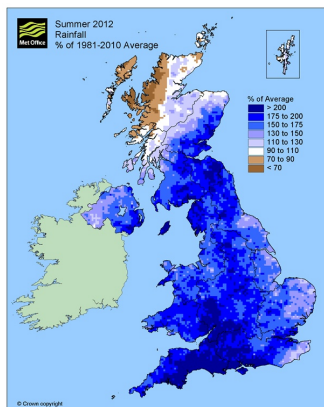 Met Office
Summer 2012
Rainfall
% of 1981-2010 Average
% of Average
> 200
175 to 200
150 to 175
130 to 150
110 to 130
90 to 110
70 to 90
< 70
© Crown copyright